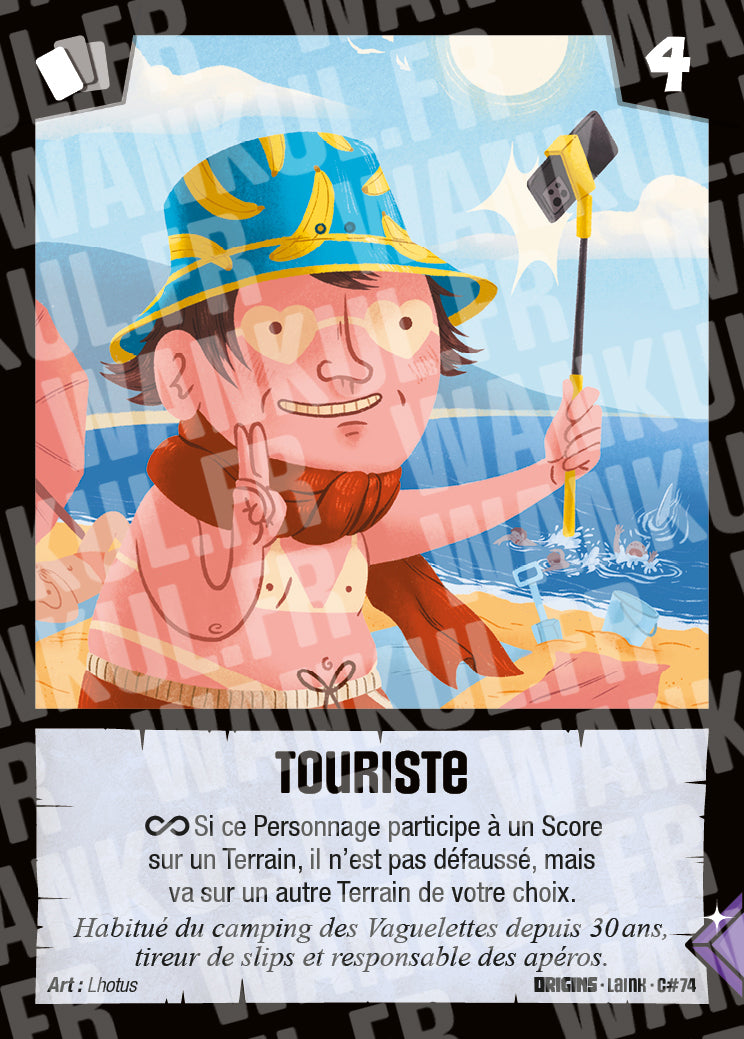 4
TOURISTE
∞ Si ce Personnage participe à un Score
sur un Terrain, il n’est pas défaussé, mais
va sur un autre Terrain de votre choix.
Habitué du camping des Vaguelettes depuis 30 ans,
tireur de slips et responsable des apéros.
Art : Lhotus
ORIGINS · LAINK · C#74
WANKUL.FR